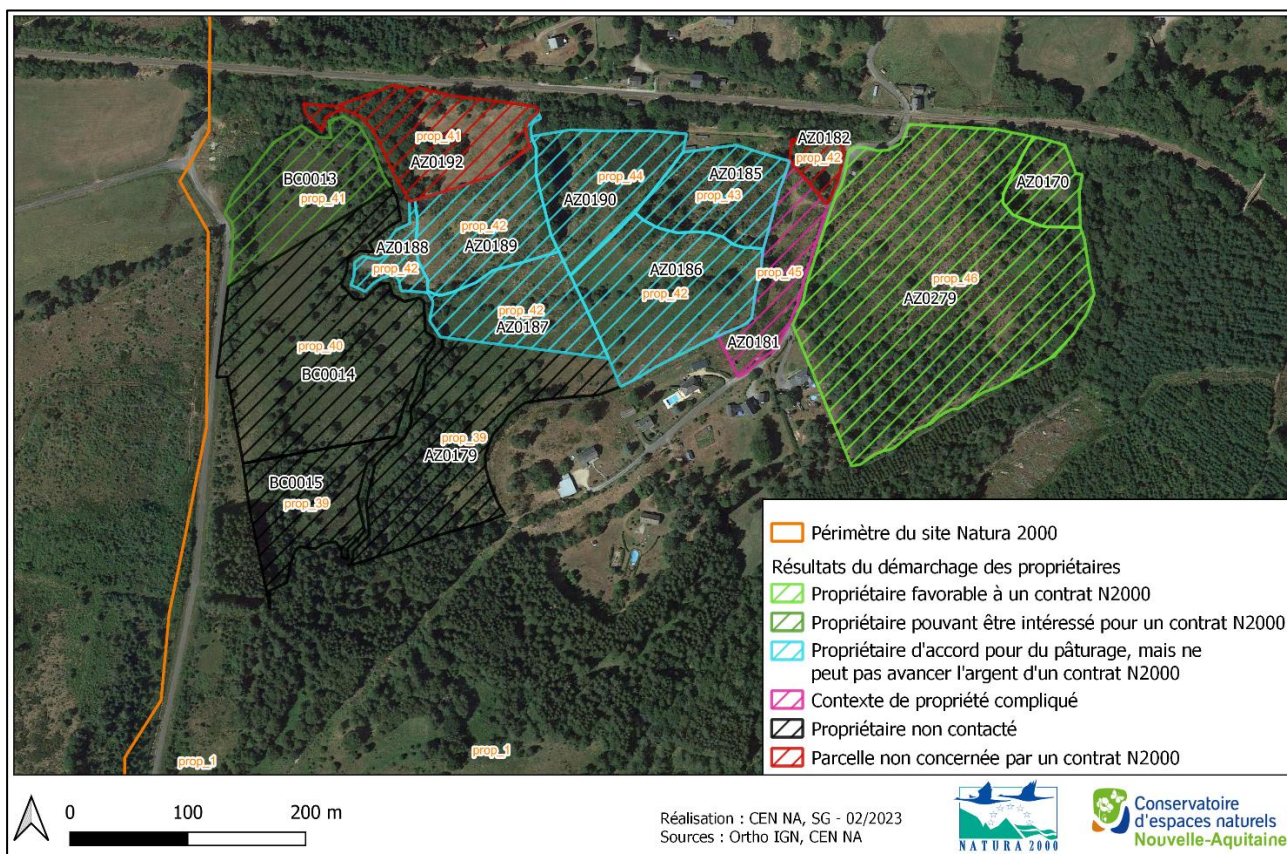 AZ0182
prop_42
prop_41
AZ0192
BC0013
prop_41
prop_44
AZ0190
AZ0185
prop_43
AZ0170
prop_42
AZ0189
AZ0188
prop_42
AZ0186
prop_42
prop_45
prop_46
AZ0279
prop_42
AZ0187
AZ0181
prop_40
BC0014
prop_39
AZ0179
BC0015
prop_39
prop_1
prop_1
Périmètre du site Natura 2000
Résultats du démarchage des propriétaires
Propriétaire favorable à un contrat N2000
Propriétaire pouvant être intéressé pour un contrat N2000
Propriétaire d'accord pour du pâturage, mais ne
peut pas avancer l'argent d'un contrat N2000
Contexte de propriété compliqué
Propriétaire non contacté
Parcelle non concernée par un contrat N2000
0 100 200 m
Réalisation : CEN NA, SG - 02/2023
Sources : Ortho IGN, CEN NA
NATURA 2000
Conservatoire
d'espaces naturels
Nouvelle-Aquitaine